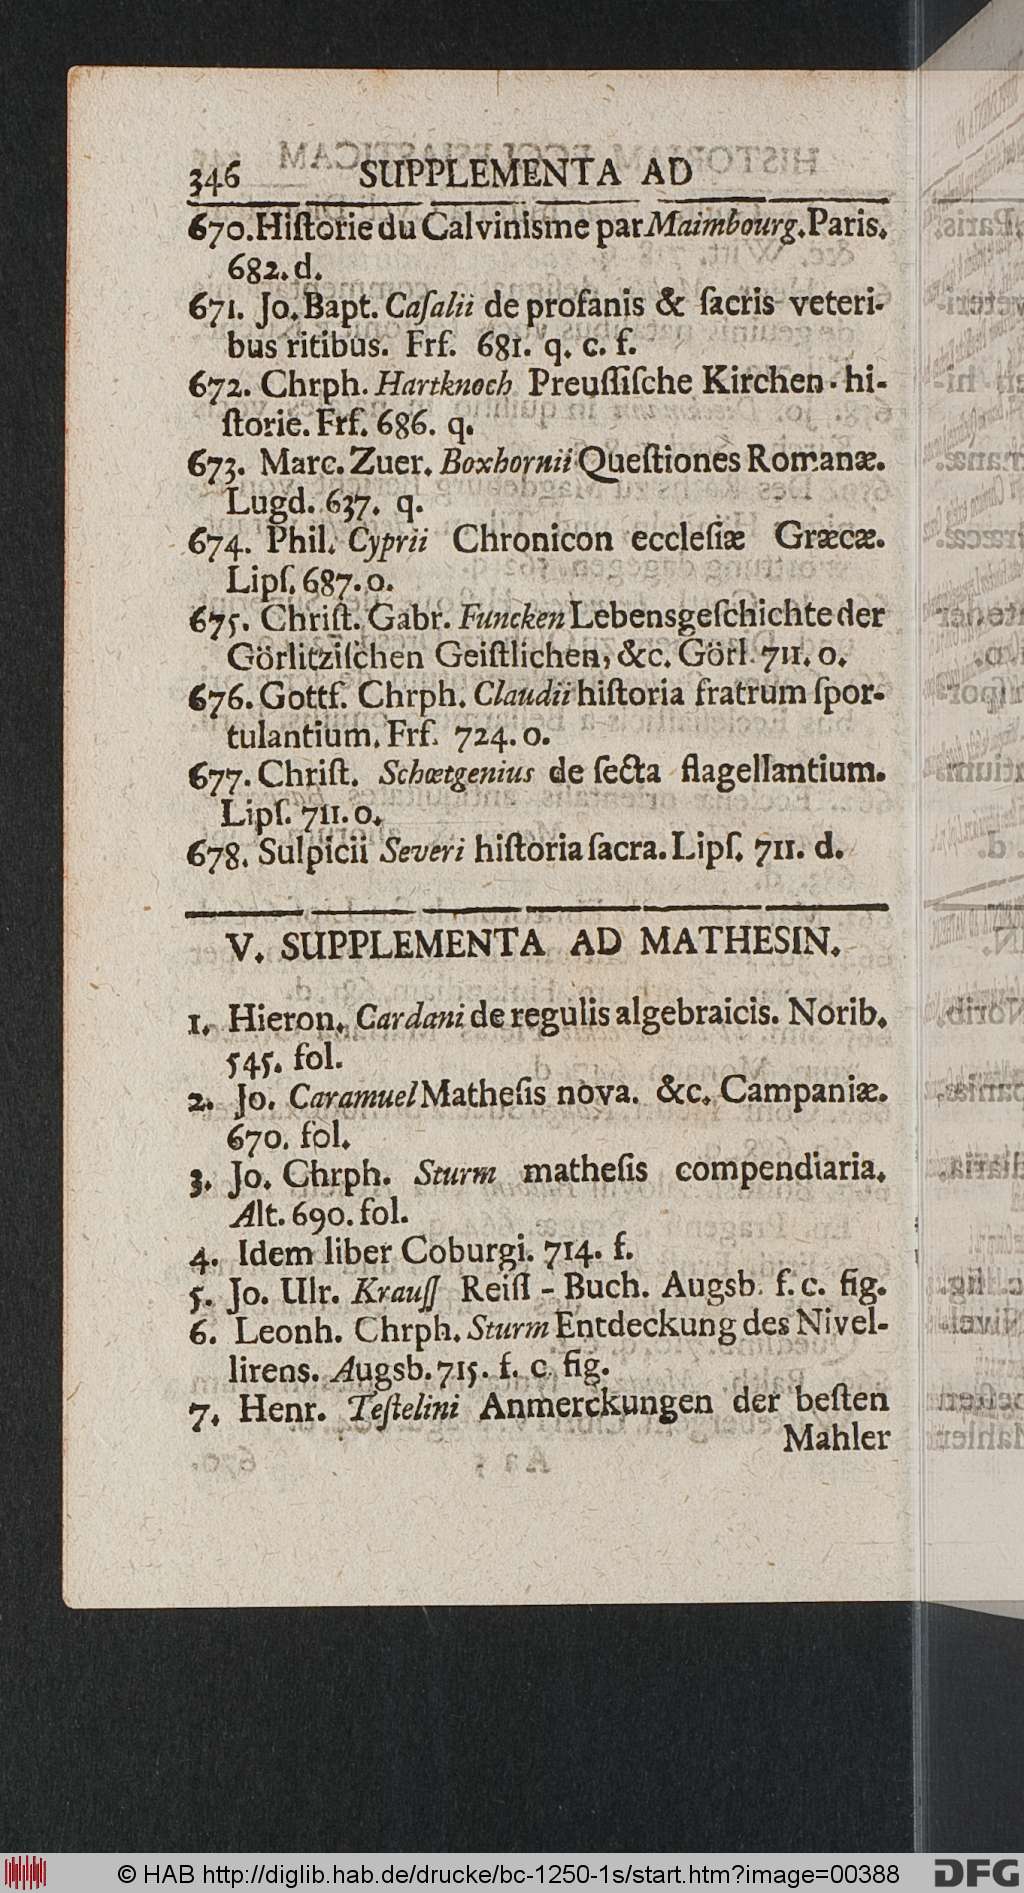 346 SUPPLEMENTA AD
670. Hiſtorie du Calvinisme par Maimbourg. Paris.
682. d.
671. Jo. Bapt. Caſalii de profanis & ſacris veteri-
bus ritibus. Frf. 681. q. c. f.
672. Chrph. Hartknoch Preuſſiſche Kirchen-hi-
ſtorie. Frf. 686. q.
673. Marc. Zuer. Boxhornii Queſtiones Romanæ.
Lugd. 637. q.
674. Phil. Cyprii Chronicon eccleſiæ Græcæ.
Lipſ. 687. o.
675. Chriſt. Gabr. Funcken Lebensgeſchichte der
Görlitziſchen Geiſtlichen, &c. Görl. 711. o.
676. Gottf. Chrph. Claudii hiſtoria fratrum ſpor-
tulantium. Frf. 724. o.
677. Chriſt. Schœtgenius de ſecta flagellantium.
Lipſ. 711. o.
678. Sulpicii Severi hiſtoria ſacra. Lipſ. 711. d.
V. SUPPLEMENTA AD MATHESIN.
1. Hieron. Cardani de regulis algebraicis. Norib.
545. fol.
2. Jo. Caramuel Matheſis nova. &c. Campaniæ.
670. fol.
3. Jo. Chrph. Sturm matheſis compendiaria.
Alt. 690. fol.
4. Idem liber Coburgi. 714. f.
5. Jo. Ulr. Krauſſ Reiſſ-Buch. Augsb. f. c. fig.
6. Leonh. Chrph. Sturm Entdeckung des Nivel-
lirens. Augsb. 715. f. c fig.
7. Henr. Teſtelini Anmerckungen der beſten
Mahler
© HAB http://diglib.hab.de/drucke/bc-1250-1s/start.htm?image=00388
DFG